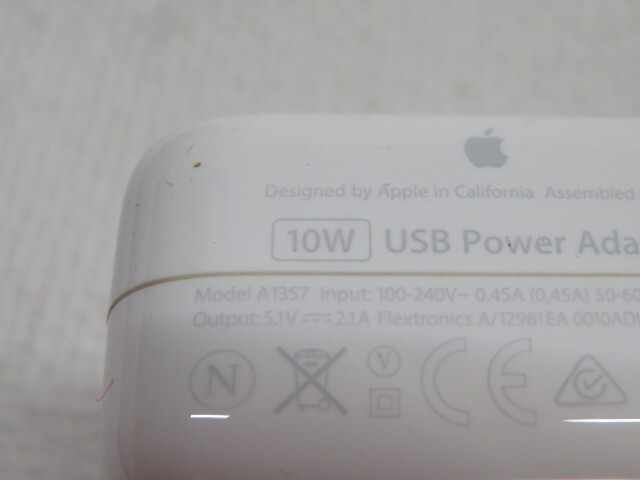 Designed by Apple in California Assembled
10W USB Power Ada
Model A1357 Input: 100-240V~ 0.45A (0,45A) 50-60
Output: 5.1V⎓2.1A Flextronics A/12981EA 0010AD
N V CE